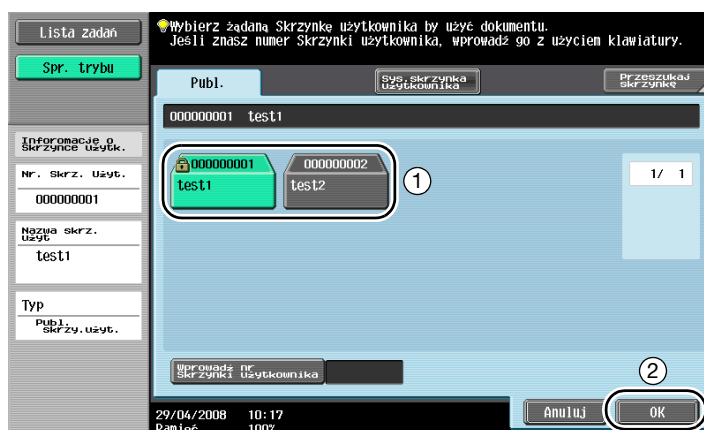 Lista zadań
Spr. trybu
Wybierz żądaną Skrzynkę użytkownika by użyć dokumentu.
Jeśli znasz numer Skrzynki użytkownika, wprowadź go z użyciem klawiatury.
Publ.
Sys.skrzynka
użytkownika
Przeszukaj
skrzynkę
000000001 test1
Inforomacje o
Skrzynce użytk.
Nr. Skrz. Użyt.
000000001
Nazwa skrz.
użyt
test1
Typ
Publ.
skrzy.użyt.
000000001
test1
000000002
test2
1
1/ 1
Wprowadź nr
Skrzynki użytkownika
2
Anuluj
OK
29/04/2008 10:17
Pamięć 100%